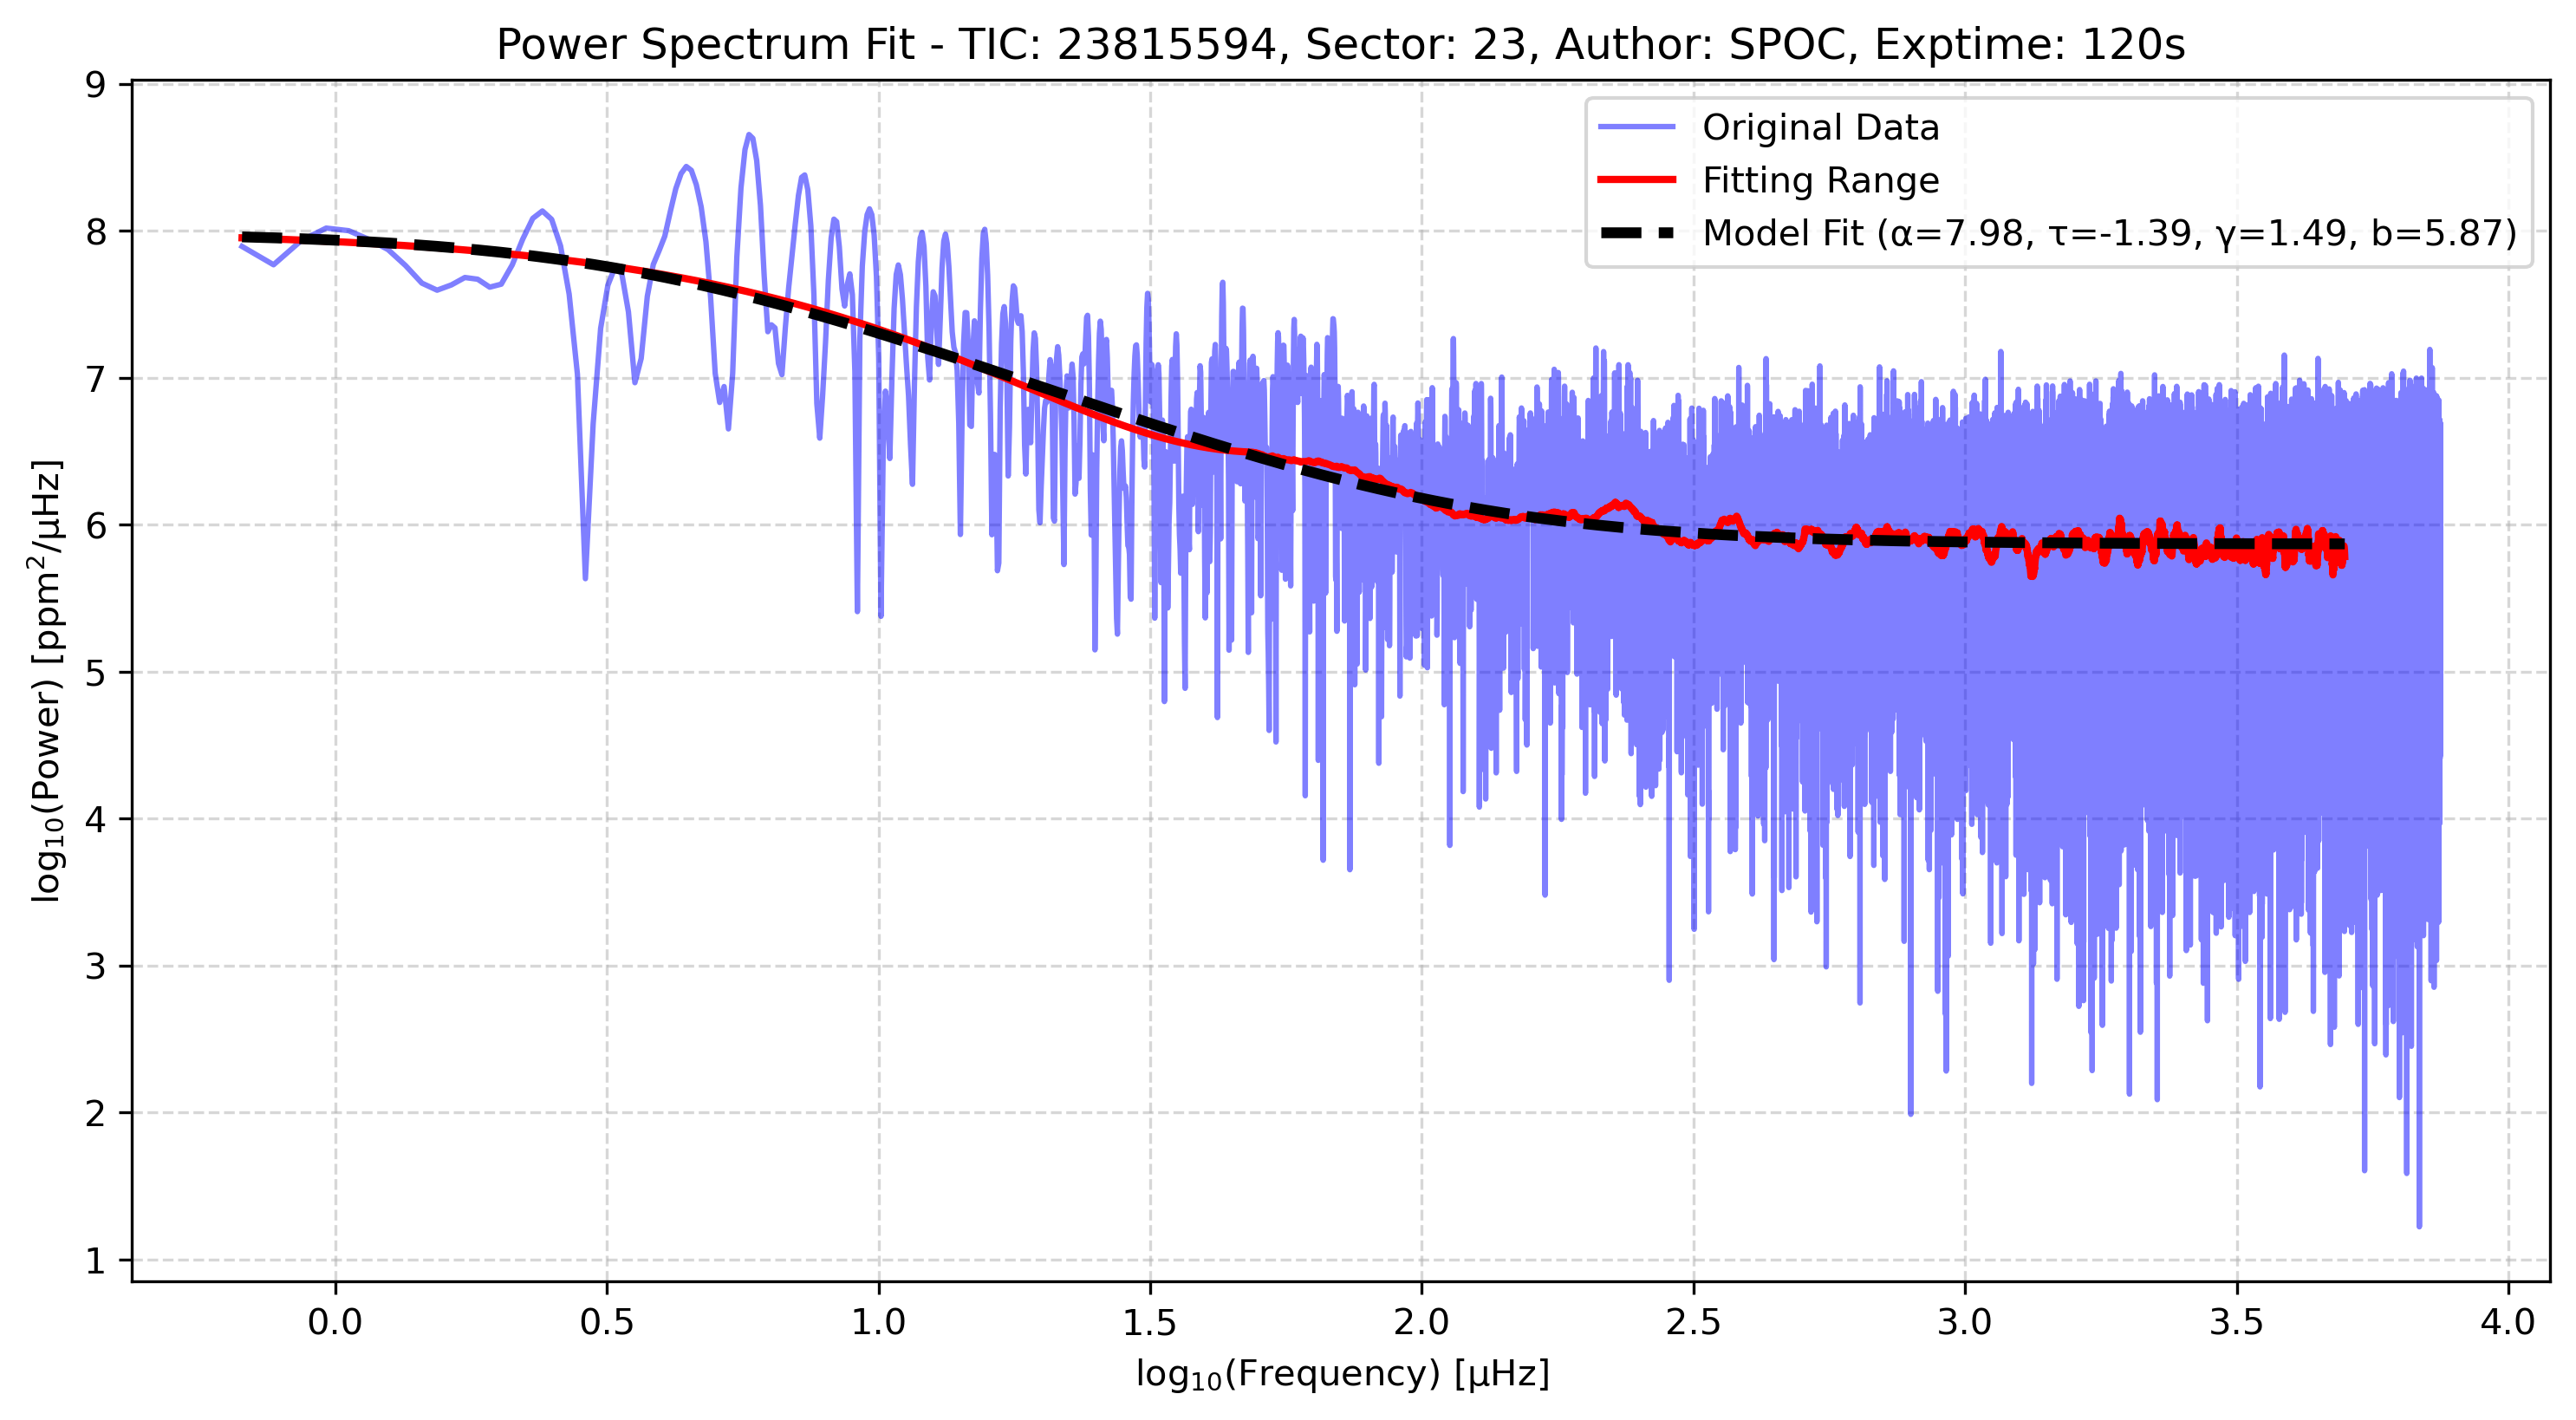 Power Spectrum Fit - TIC: 23815594, Sector: 23, Author: SPOC, Exptime: 120s
Original Data
Fitting Range
Model Fit (α=7.98, τ=-1.39, γ=1.49, b=5.87)
log₁₀(Power) [ppm²/μHz]
9
8
7
6
5
4
3
2
1
0.0 0.5 1.0 1.5 2.0 2.5 3.0 3.5 4.0
log₁₀(Frequency) [μHz]